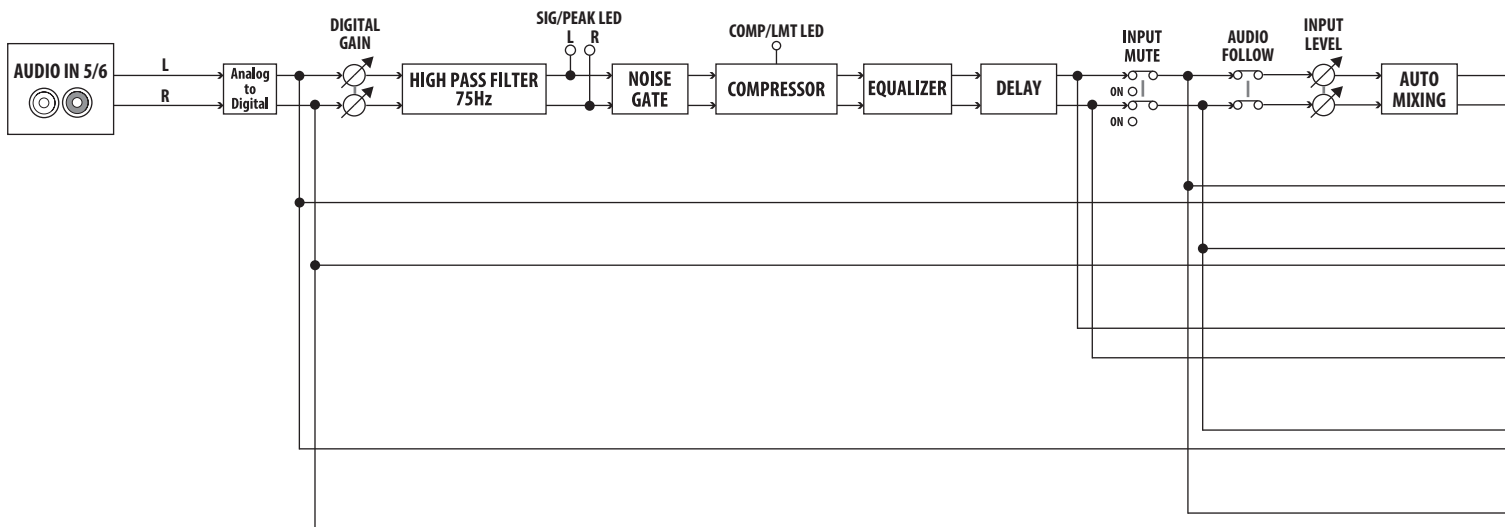 AUDIO IN 5/6
L
R
Analog
to
Digital
DIGITAL
GAIN
HIGH PASS FILTER
75Hz
SIG/PEAK LED
L R
NOISE
GATE
COMP/LMT LED
COMPRESSOR
EQUALIZER
DELAY
INPUT
MUTE
ON
ON
AUDIO
FOLLOW
INPUT
LEVEL
AUTO
MIXING